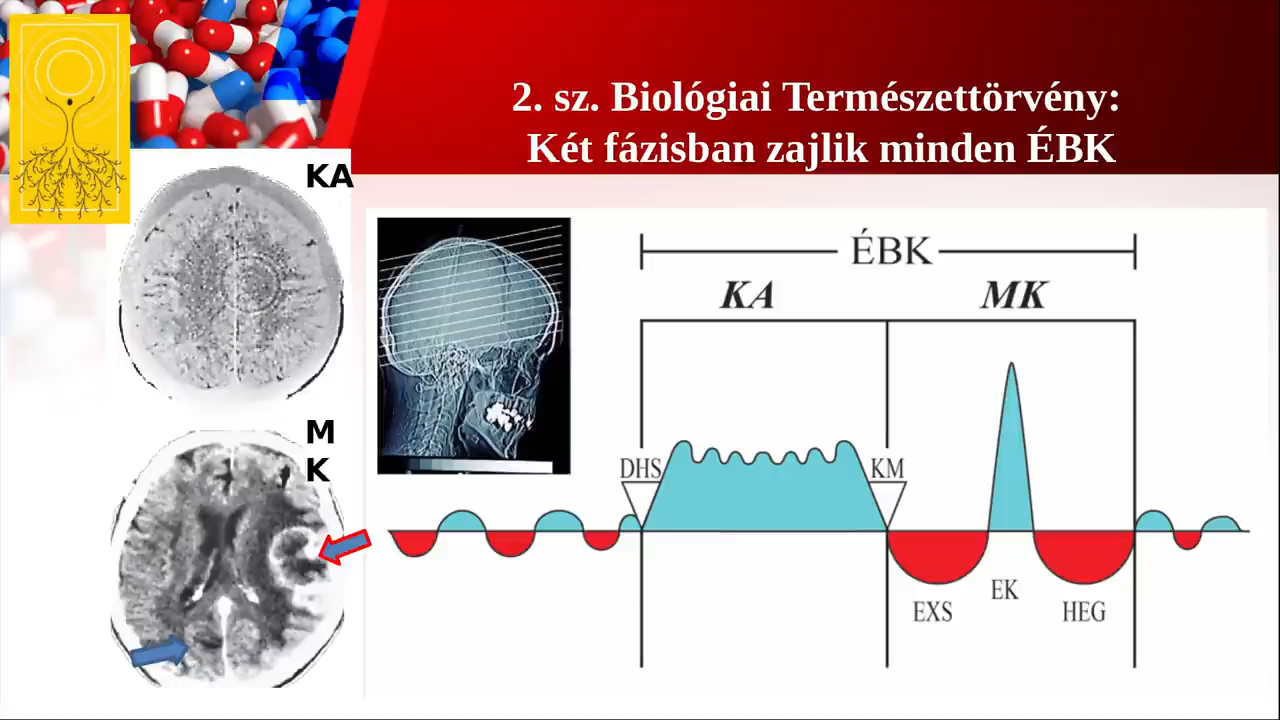 2. sz. Biológiai Természettörvény:
Két fázisban zajlik minden ÉBK
KA
M
K
ÉBK
KA
MK
DHS
KM
EXS
EK
HEG